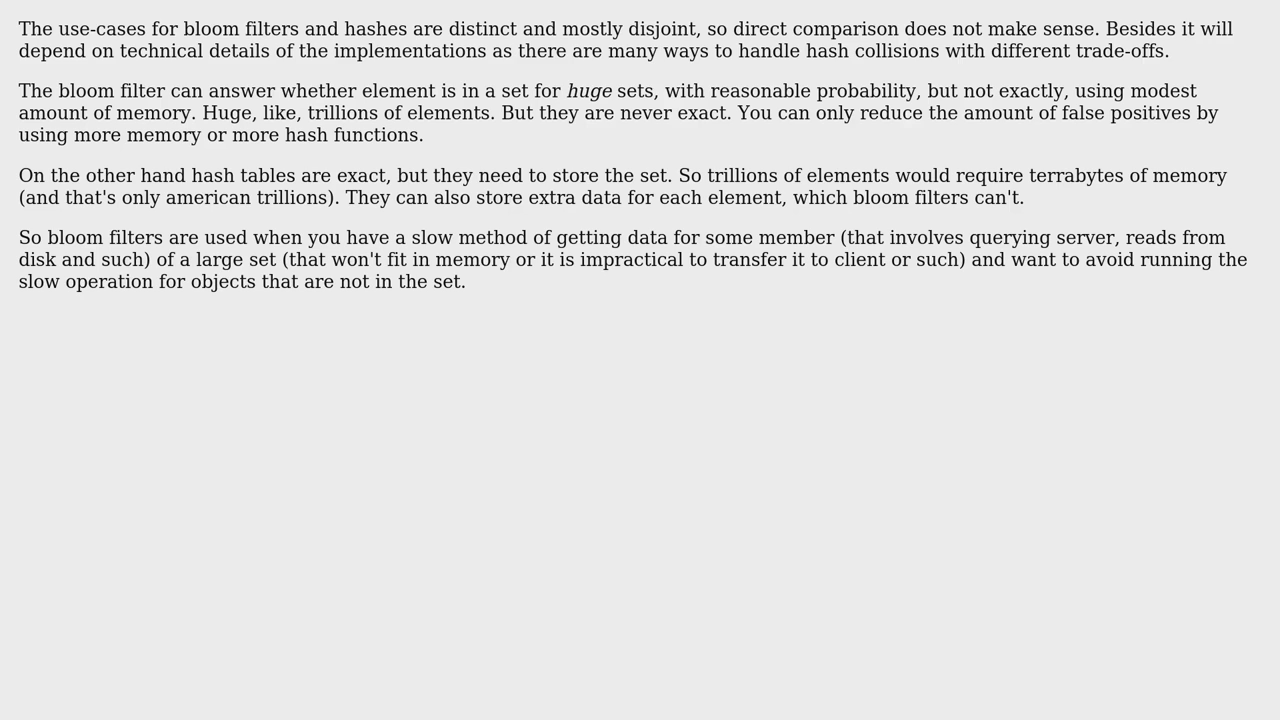 The use-cases for bloom filters and hashes are distinct and mostly disjoint, so direct comparison does not make sense. Besides it will
depend on technical details of the implementations as there are many ways to handle hash collisions with different trade-offs.
The bloom filter can answer whether element is in a set for huge sets, with reasonable probability, but not exactly, using modest
amount of memory. Huge, like, trillions of elements. But they are never exact. You can only reduce the amount of false positives by
using more memory or more hash functions.
On the other hand hash tables are exact, but they need to store the set. So trillions of elements would require terrabytes of memory
(and that's only american trillions). They can also store extra data for each element, which bloom filters can't.
So bloom filters are used when you have a slow method of getting data for some member (that involves querying server, reads from
disk and such) of a large set (that won't fit in memory or it is impractical to transfer it to client or such) and want to avoid running the
slow operation for objects that are not in the set.